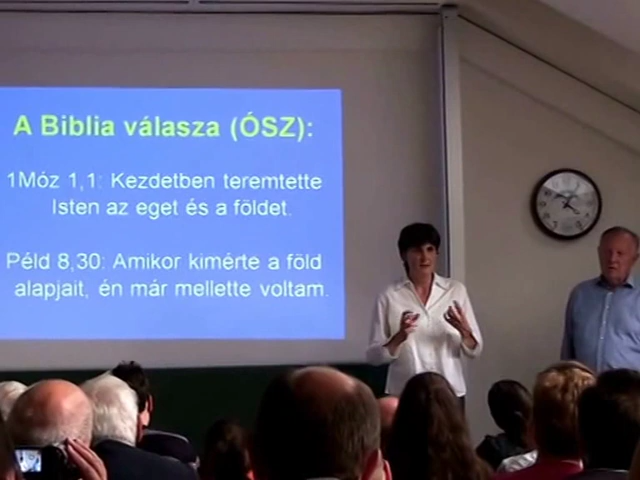 A Biblia válasza (ÓSZ):
1Móz 1,1: Kezdetben teremtette
Isten az eget és a földet.
Péld 8,30: Amikor kimérte a föld
alapjait, én már mellette voltam.